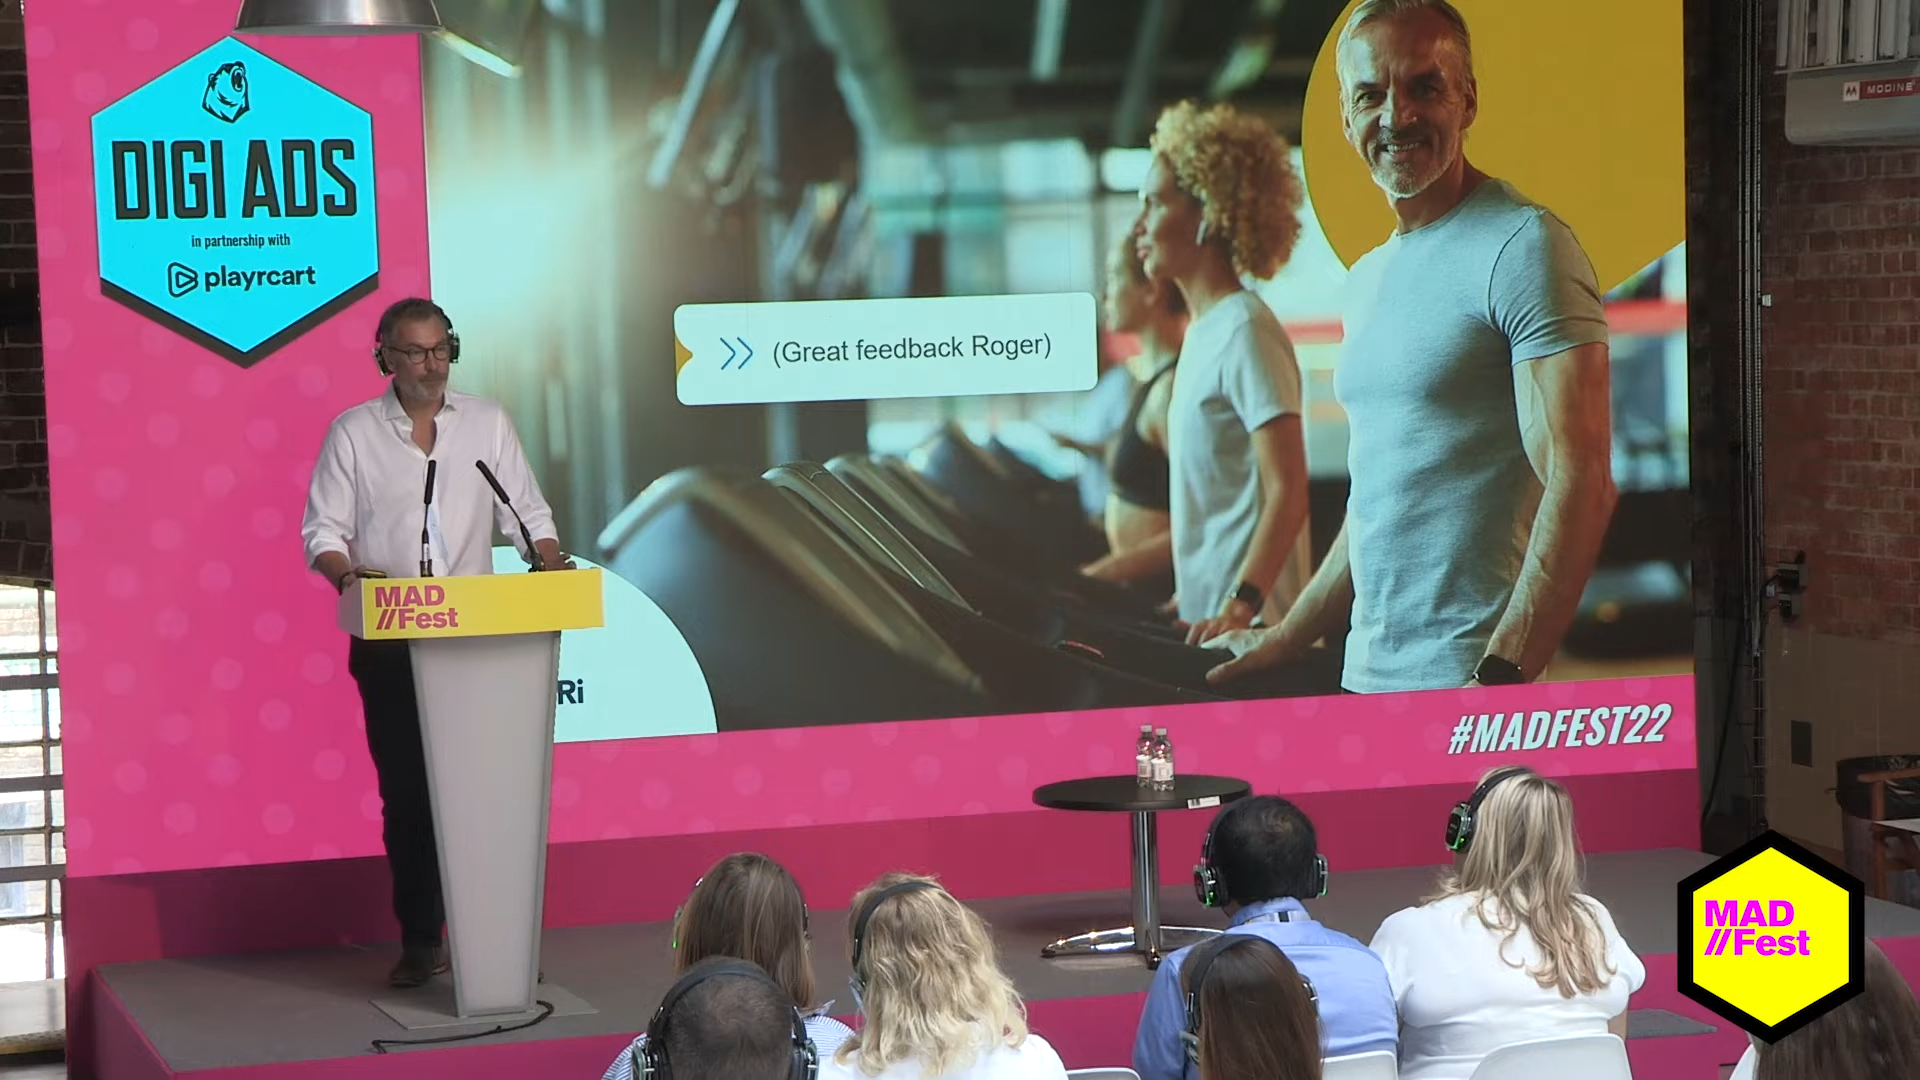 DIGI ADS
in partnership with
playrcart
(Great feedback Roger)
MAD
//Fest
Ri
#MADFEST22
MODINE
MAD
//Fest